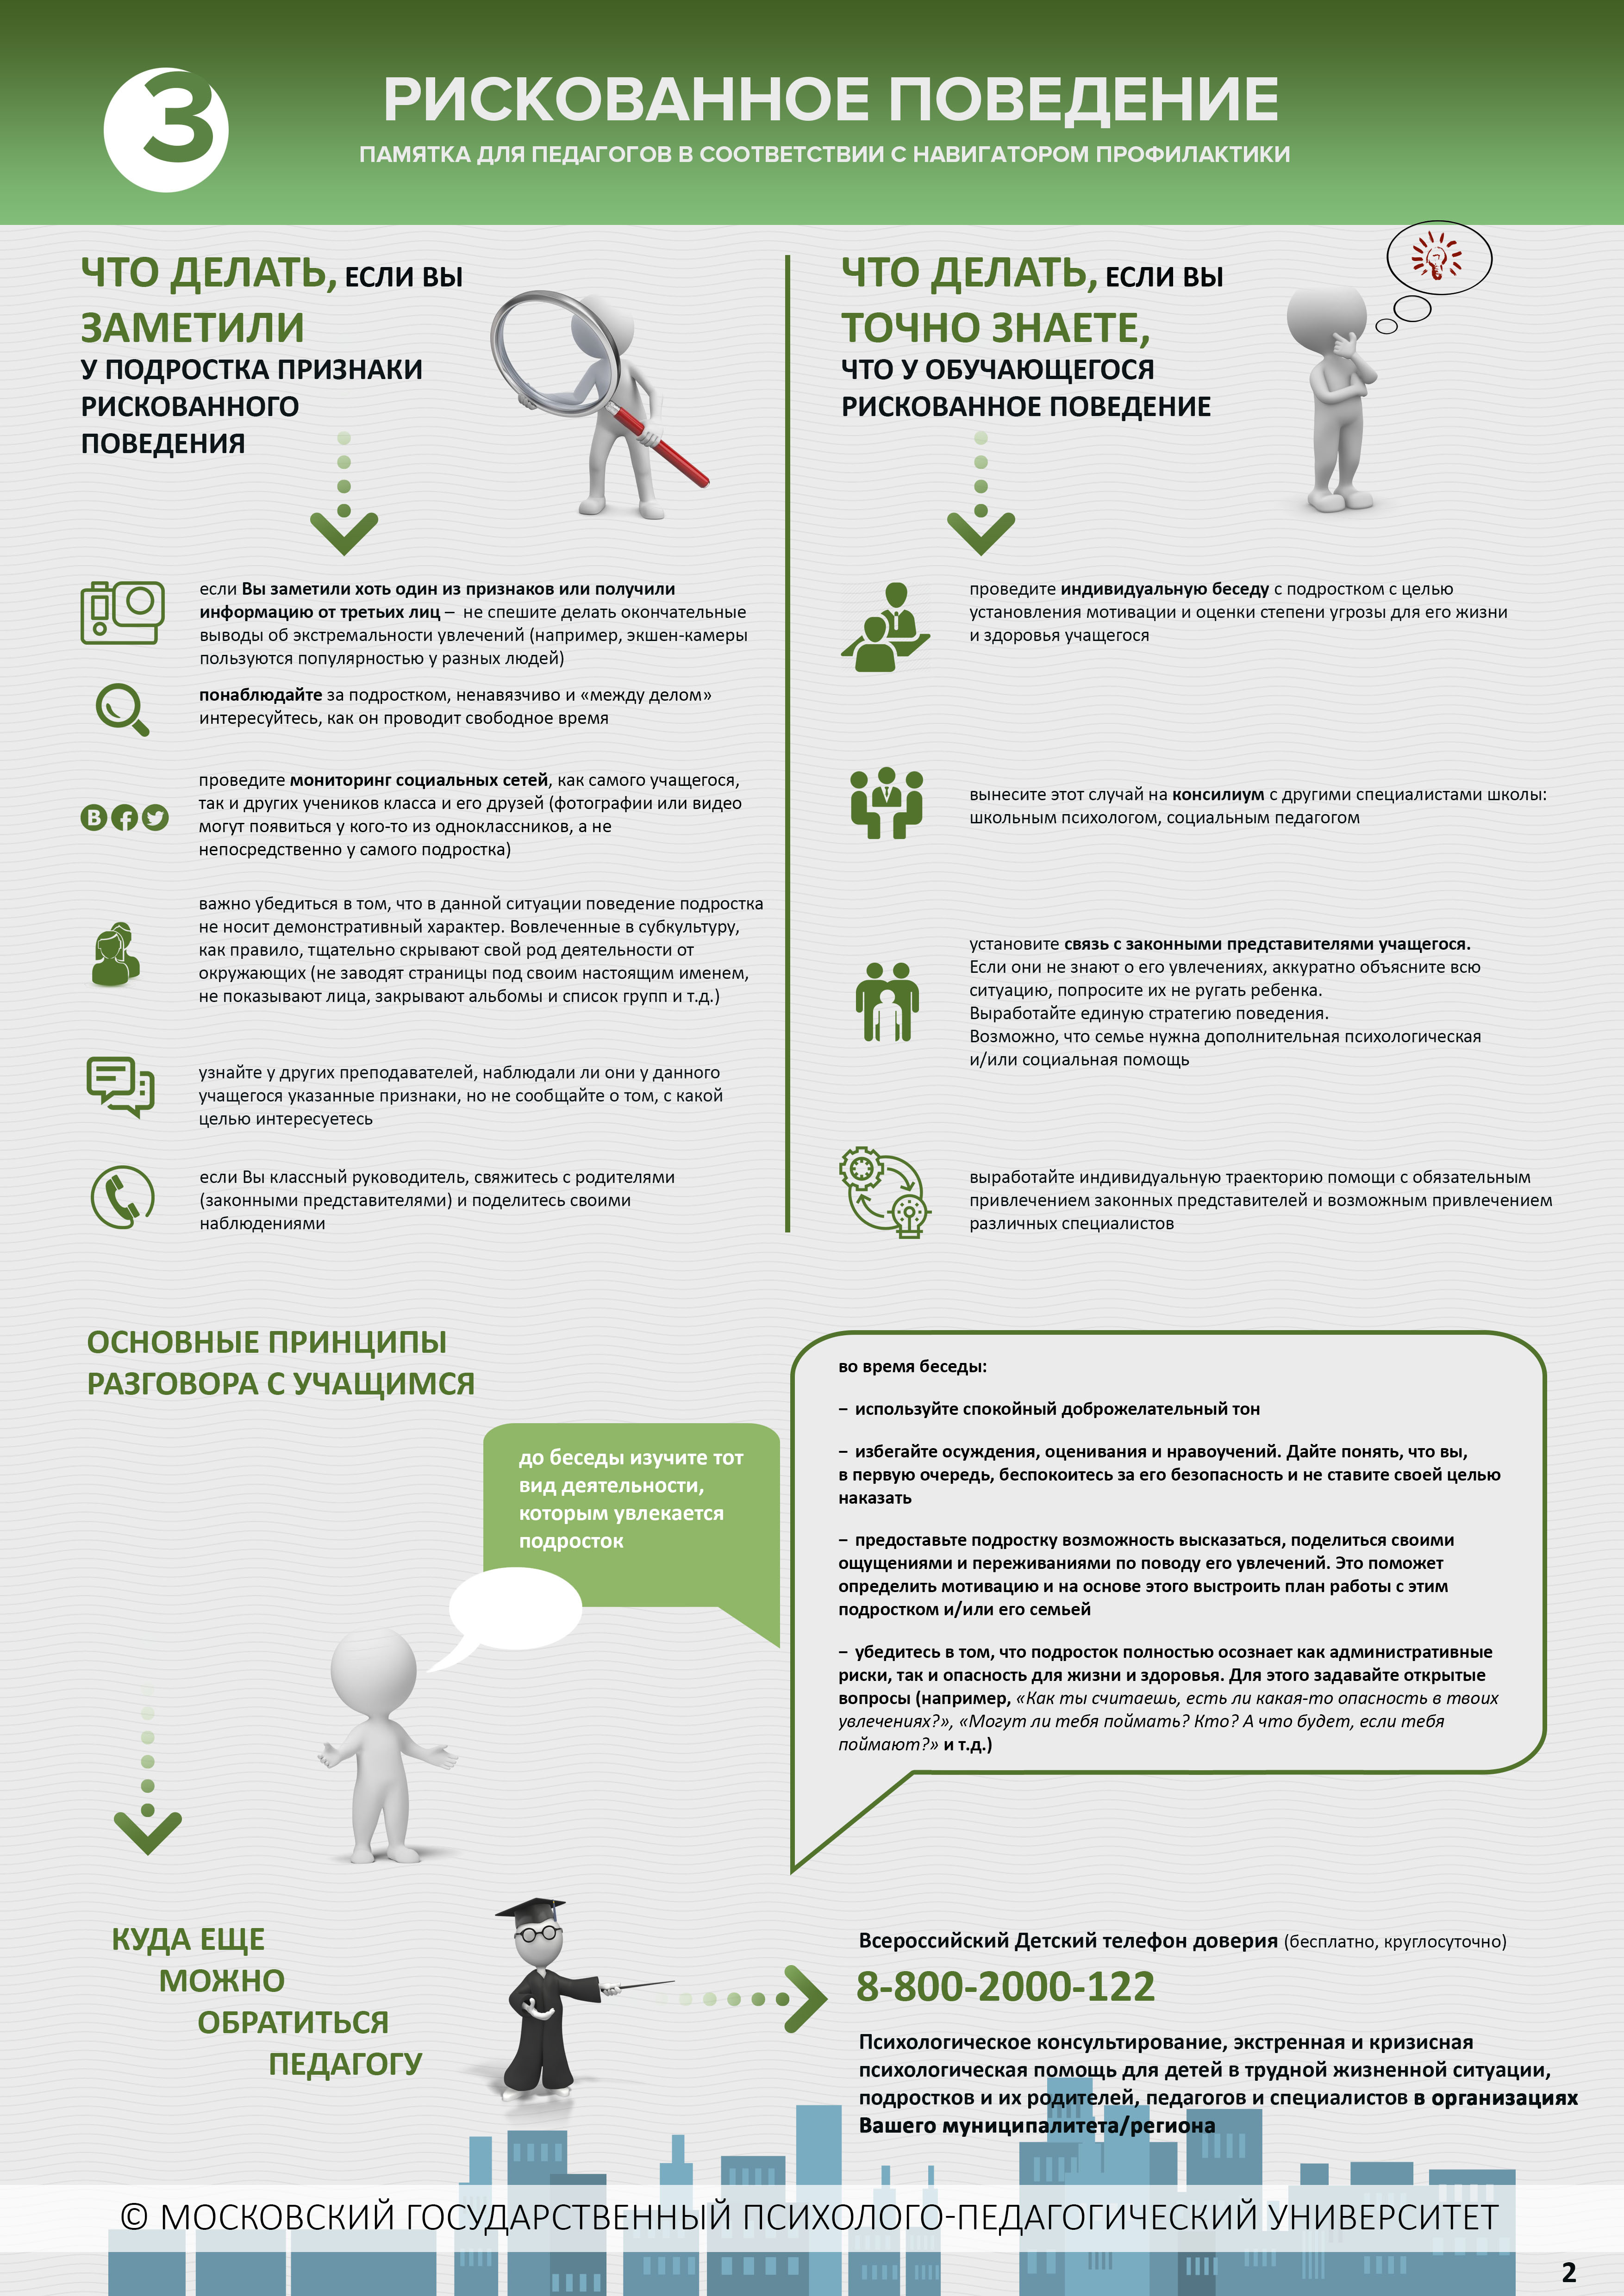 3
РИСКОВАННОЕ ПОВЕДЕНИЕ
ПАМЯТКА ДЛЯ ПЕДАГОГОВ В СООТВЕТСТВИИ С НАВИГАТОРОМ ПРОФИЛАКТИКИ
ЧТО ДЕЛАТЬ, ЕСЛИ ВЫ
ЗАМЕТИЛИ
У ПОДРОСТКА ПРИЗНАКИ
РИСКОВАННОГО
ПОВЕДЕНИЯ
если Вы заметили хоть один из признаков или получили
информацию от третьих лиц – не спешите делать окончательные
выводы об экстремальности увлечений (например, экшен-камеры
пользуются популярностью у разных людей)
понаблюдайте за подростком, ненавязчиво и «между делом»
интересуйтесь, как он проводит свободное время
проведите мониторинг социальных сетей, как самого учащегося,
так и других учеников класса и его друзей (фотографии или видео
могут появиться у кого-то из одноклассников, а не
непосредственно у самого подростка)
важно убедиться в том, что в данной ситуации поведение подростка
не носит демонстративный характер. Вовлеченные в субкультуру,
как правило, тщательно скрывают свой род деятельности от
окружающих (не заводят страницы под своим настоящим именем,
не показывают лица, закрывают альбомы и список групп и т.д.)
узнайте у других преподавателей, наблюдали ли они у данного
учащегося указанные признаки, но не сообщайте о том, с какой
целью интересуетесь
если Вы классный руководитель, свяжитесь с родителями
(законными представителями) и поделитесь своими
наблюдениями
ЧТО ДЕЛАТЬ, ЕСЛИ ВЫ
ТОЧНО ЗНАЕТЕ,
ЧТО У ОБУЧАЮЩЕГОСЯ
РИСКОВАННОЕ ПОВЕДЕНИЕ
проведите индивидуальную беседу с подростком с целью
установления мотивации и оценки степени угрозы для его жизни
и здоровья учащегося
вынесите этот случай на консилиум с другими специалистами школы:
школьным психологом, социальным педагогом
установите связь с законными представителями учащегося.
Если они не знают о его увлечениях, аккуратно объясните всю
ситуацию, попросите их не ругать ребенка.
Выработайте единую стратегию поведения.
Возможно, что семье нужна дополнительная психологическая
и/или социальная помощь
выработайте индивидуальную траекторию помощи с обязательным
привлечением законных представителей и возможным привлечением
различных специалистов
ОСНОВНЫЕ ПРИНЦИПЫ
РАЗГОВОРА С УЧАЩИМСЯ
до беседы изучите тот
вид деятельности,
которым увлекается
подросток
во время беседы:
– используйте спокойный доброжелательный тон
– избегайте осуждения, оценивания и нравоучений. Дайте понять, что вы,
в первую очередь, беспокоитесь за его безопасность и не ставите своей целью
наказать
– предоставьте подростку возможность высказаться, поделиться своими
ощущениями и переживаниями по поводу его увлечений. Это поможет
определить мотивацию и на основе этого выстроить план работы с этим
подростком и/или его семьей
– убедитесь в том, что подросток полностью осознает как административные
риски, так и опасность для жизни и здоровья. Для этого задавайте открытые
вопросы (например, «Как ты считаешь, есть ли какая-то опасность в твоих
увлечениях?», «Могут ли тебя поймать? Кто? А что будет, если тебя
поймают?» и т.д.)
КУДА ЕЩЕ
МОЖНО
ОБРАТИТЬСЯ
ПЕДАГОГУ
Всероссийский Детский телефон доверия (бесплатно, круглосуточно)
8-800-2000-122
Психологическое консультирование, экстренная и кризисная
психологическая помощь для детей в трудной жизненной ситуации,
подростков и их родителей, педагогов и специалистов в организациях
Вашего муниципалитета/региона
© МОСКОВСКИЙ ГОСУДАРСТВЕННЫЙ ПСИХОЛОГО-ПЕДАГОГИЧЕСКИЙ УНИВЕРСИТЕТ
2